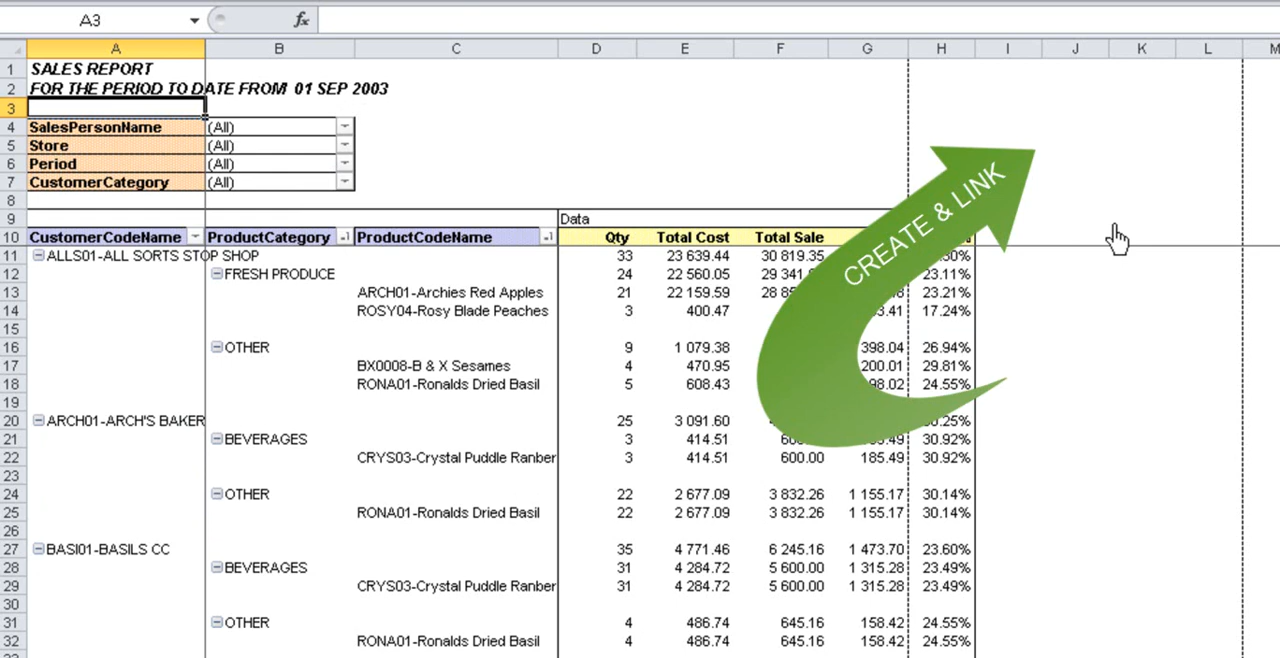 A3 fx
A B C D E F G H I J K L M
1 SALES REPORT
2 FOR THE PERIOD TO DATE FROM 01 SEP 2003
3
4 SalesPersonName (All)
5 Store (All)
6 Period (All)
7 CustomerCategory (All)
8
9 Data
10 CustomerCodeName ProductCategory ProductCodeName Qty Total Cost Total Sale
11 ALLS01-ALL SORTS STOP SHOP 33 23 639.44 30 819.35
12 FRESH PRODUCE 24 22 560.05 23.11%
13 ARCH01-Archies Red Apples 21 22 159.59 23.21%
14 ROSY04-Rosy Blade Peaches 3 400.47 17.24%
15
16 OTHER 9 1 079.38 398.04 26.94%
17 BX0008-B & X Sesames 4 470.95 200.01 29.81%
18 RONA01-Ronalds Dried Basil 5 608.43 24.55%
19
20 ARCH01-ARCH'S BAKER 25 3 091.60
21 BEVERAGES 3 414.51 30.92%
22 CRYS03-Crystal Puddle Ranber 3 414.51 600.00 185.49 30.92%
23
24 OTHER 22 2 677.09 3 832.26 1 155.17 30.14%
25 RONA01-Ronalds Dried Basil 22 2 677.09 3 832.26 1 155.17 30.14%
26
27 BASI01-BASILS CC 35 4 771.46 6 245.16 1 473.70 23.60%
28 BEVERAGES 31 4 284.72 5 600.00 1 315.28 23.49%
29 CRYS03-Crystal Puddle Ranber 31 4 284.72 5 600.00 1 315.28 23.49%
30
31 OTHER 4 486.74 645.16 158.42 24.55%
32 RONA01-Ronalds Dried Basil 4 486.74 645.16 158.42 24.55%
CREATE & LINK